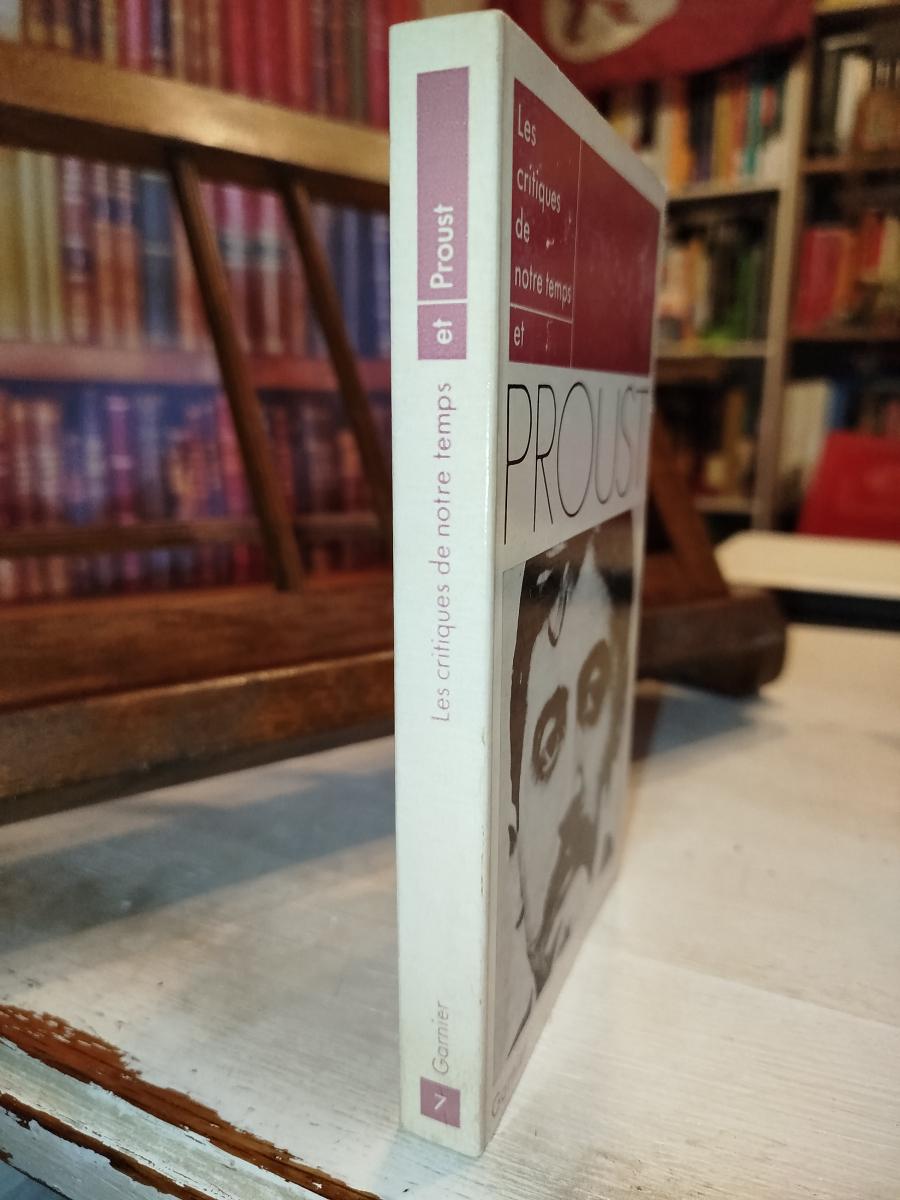 Les critiques de notre temps et Proust
Garnier
7
Les
critiques
de
notre temps
et
PROUST